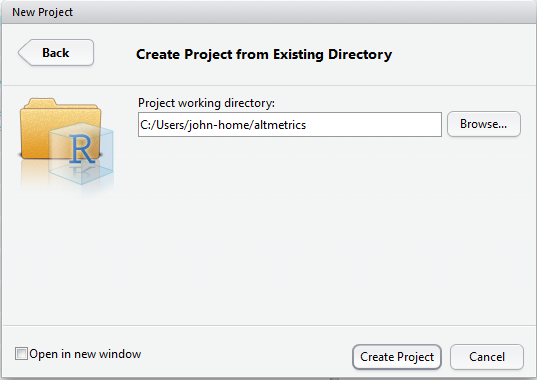 New Project
Back
Create Project from Existing Directory
Project working directory:
C:/Users/john-home/altmetrics
Browse...
R
Open in new window
Create Project
Cancel